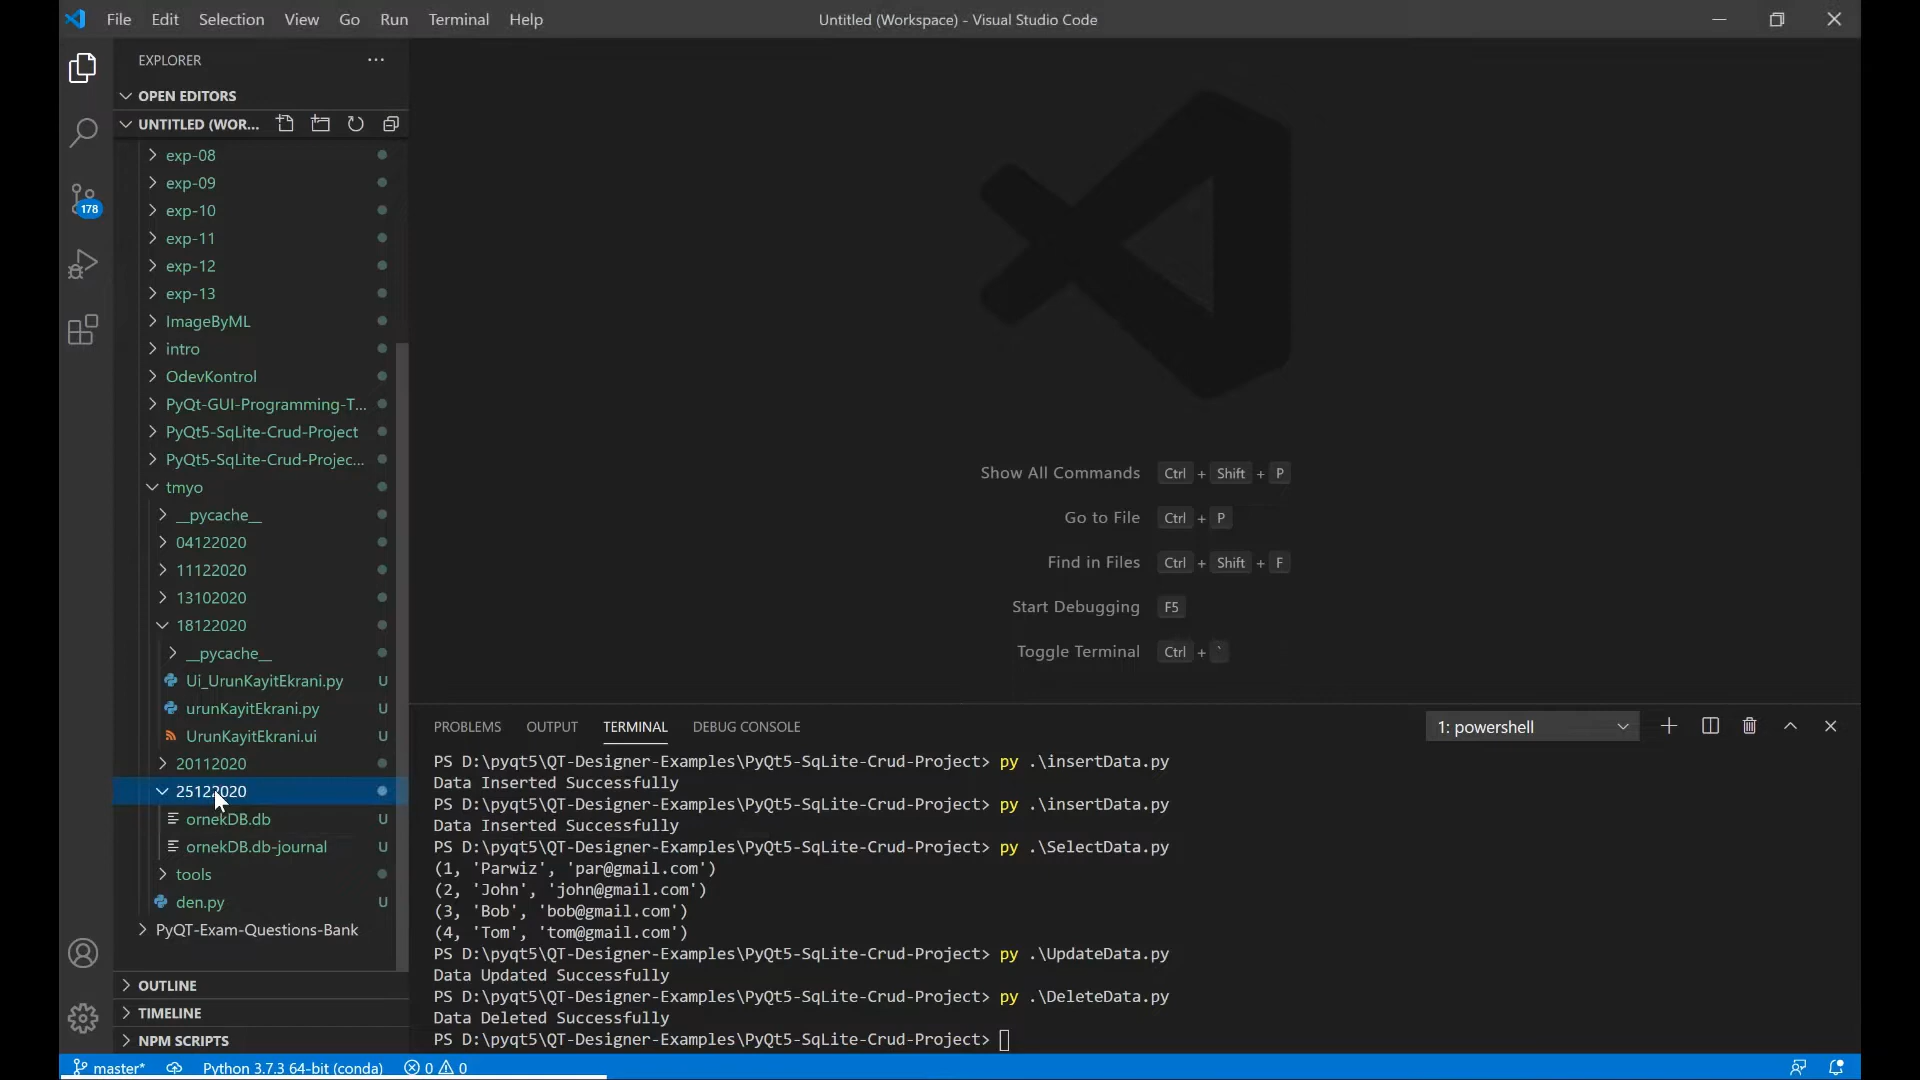 File Edit Selection View Go Run Terminal Help Untitled (Workspace) - Visual Studio Code
EXPLORER
OPEN EDITORS
UNTITLED (WOR...
exp-08
exp-09
exp-10
exp-11
exp-12
exp-13
ImageByML
intro
OdevKontrol
PyQt-GUI-Programming-T...
PyQt5-SqLite-Crud-Project
PyQt5-SqLite-Crud-Projec...
tmyo
__pycache__
04122020
11122020
13102020
18122020
__pycache__
Ui_UrunKayitEkrani.py U
urunKayitEkrani.py U
UrunKayitEkrani.ui U
20112020
25122020
ornekDB.db U
ornekDB.db-journal U
tools
den.py U
PyQT-Exam-Questions-Bank
OUTLINE
TIMELINE
NPM SCRIPTS
178
Show All Commands Ctrl + Shift + P
Go to File Ctrl + P
Find in Files Ctrl + Shift + F
Start Debugging F5
Toggle Terminal Ctrl + `
PROBLEMS OUTPUT TERMINAL DEBUG CONSOLE 1: powershell
PS D:\pyqt5\QT-Designer-Examples\PyQt5-SqLite-Crud-Project> py .\insertData.py
Data Inserted Successfully
PS D:\pyqt5\QT-Designer-Examples\PyQt5-SqLite-Crud-Project> py .\insertData.py
Data Inserted Successfully
PS D:\pyqt5\QT-Designer-Examples\PyQt5-SqLite-Crud-Project> py .\SelectData.py
(1, 'Parwiz', 'par@gmail.com')
(2, 'John', 'john@gmail.com')
(3, 'Bob', 'bob@gmail.com')
(4, 'Tom', 'tom@gmail.com')
PS D:\pyqt5\QT-Designer-Examples\PyQt5-SqLite-Crud-Project> py .\UpdateData.py
Data Updated Successfully
PS D:\pyqt5\QT-Designer-Examples\PyQt5-SqLite-Crud-Project> py .\DeleteData.py
Data Deleted Successfully
PS D:\pyqt5\QT-Designer-Examples\PyQt5-SqLite-Crud-Project>
master* Python 3.7.3 64-bit (conda) 0 0